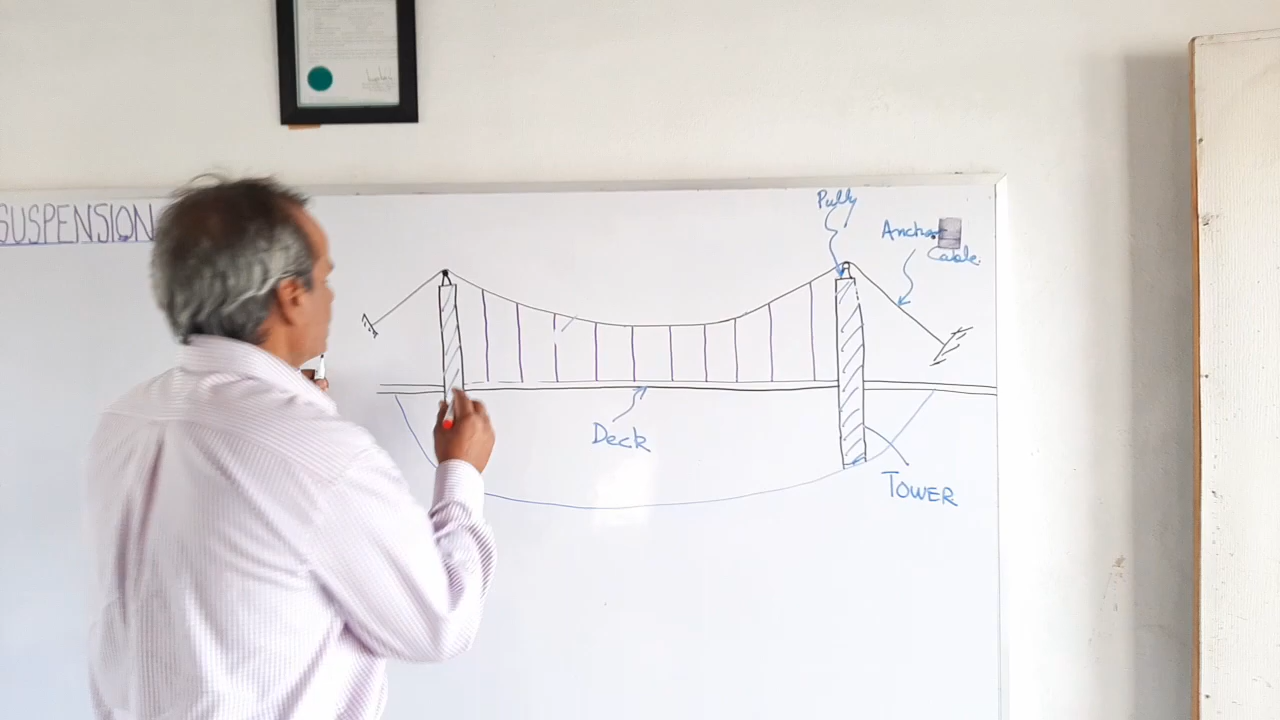 SUSPENSION
Pully
Anchor
Cable.
Deck
TOWER